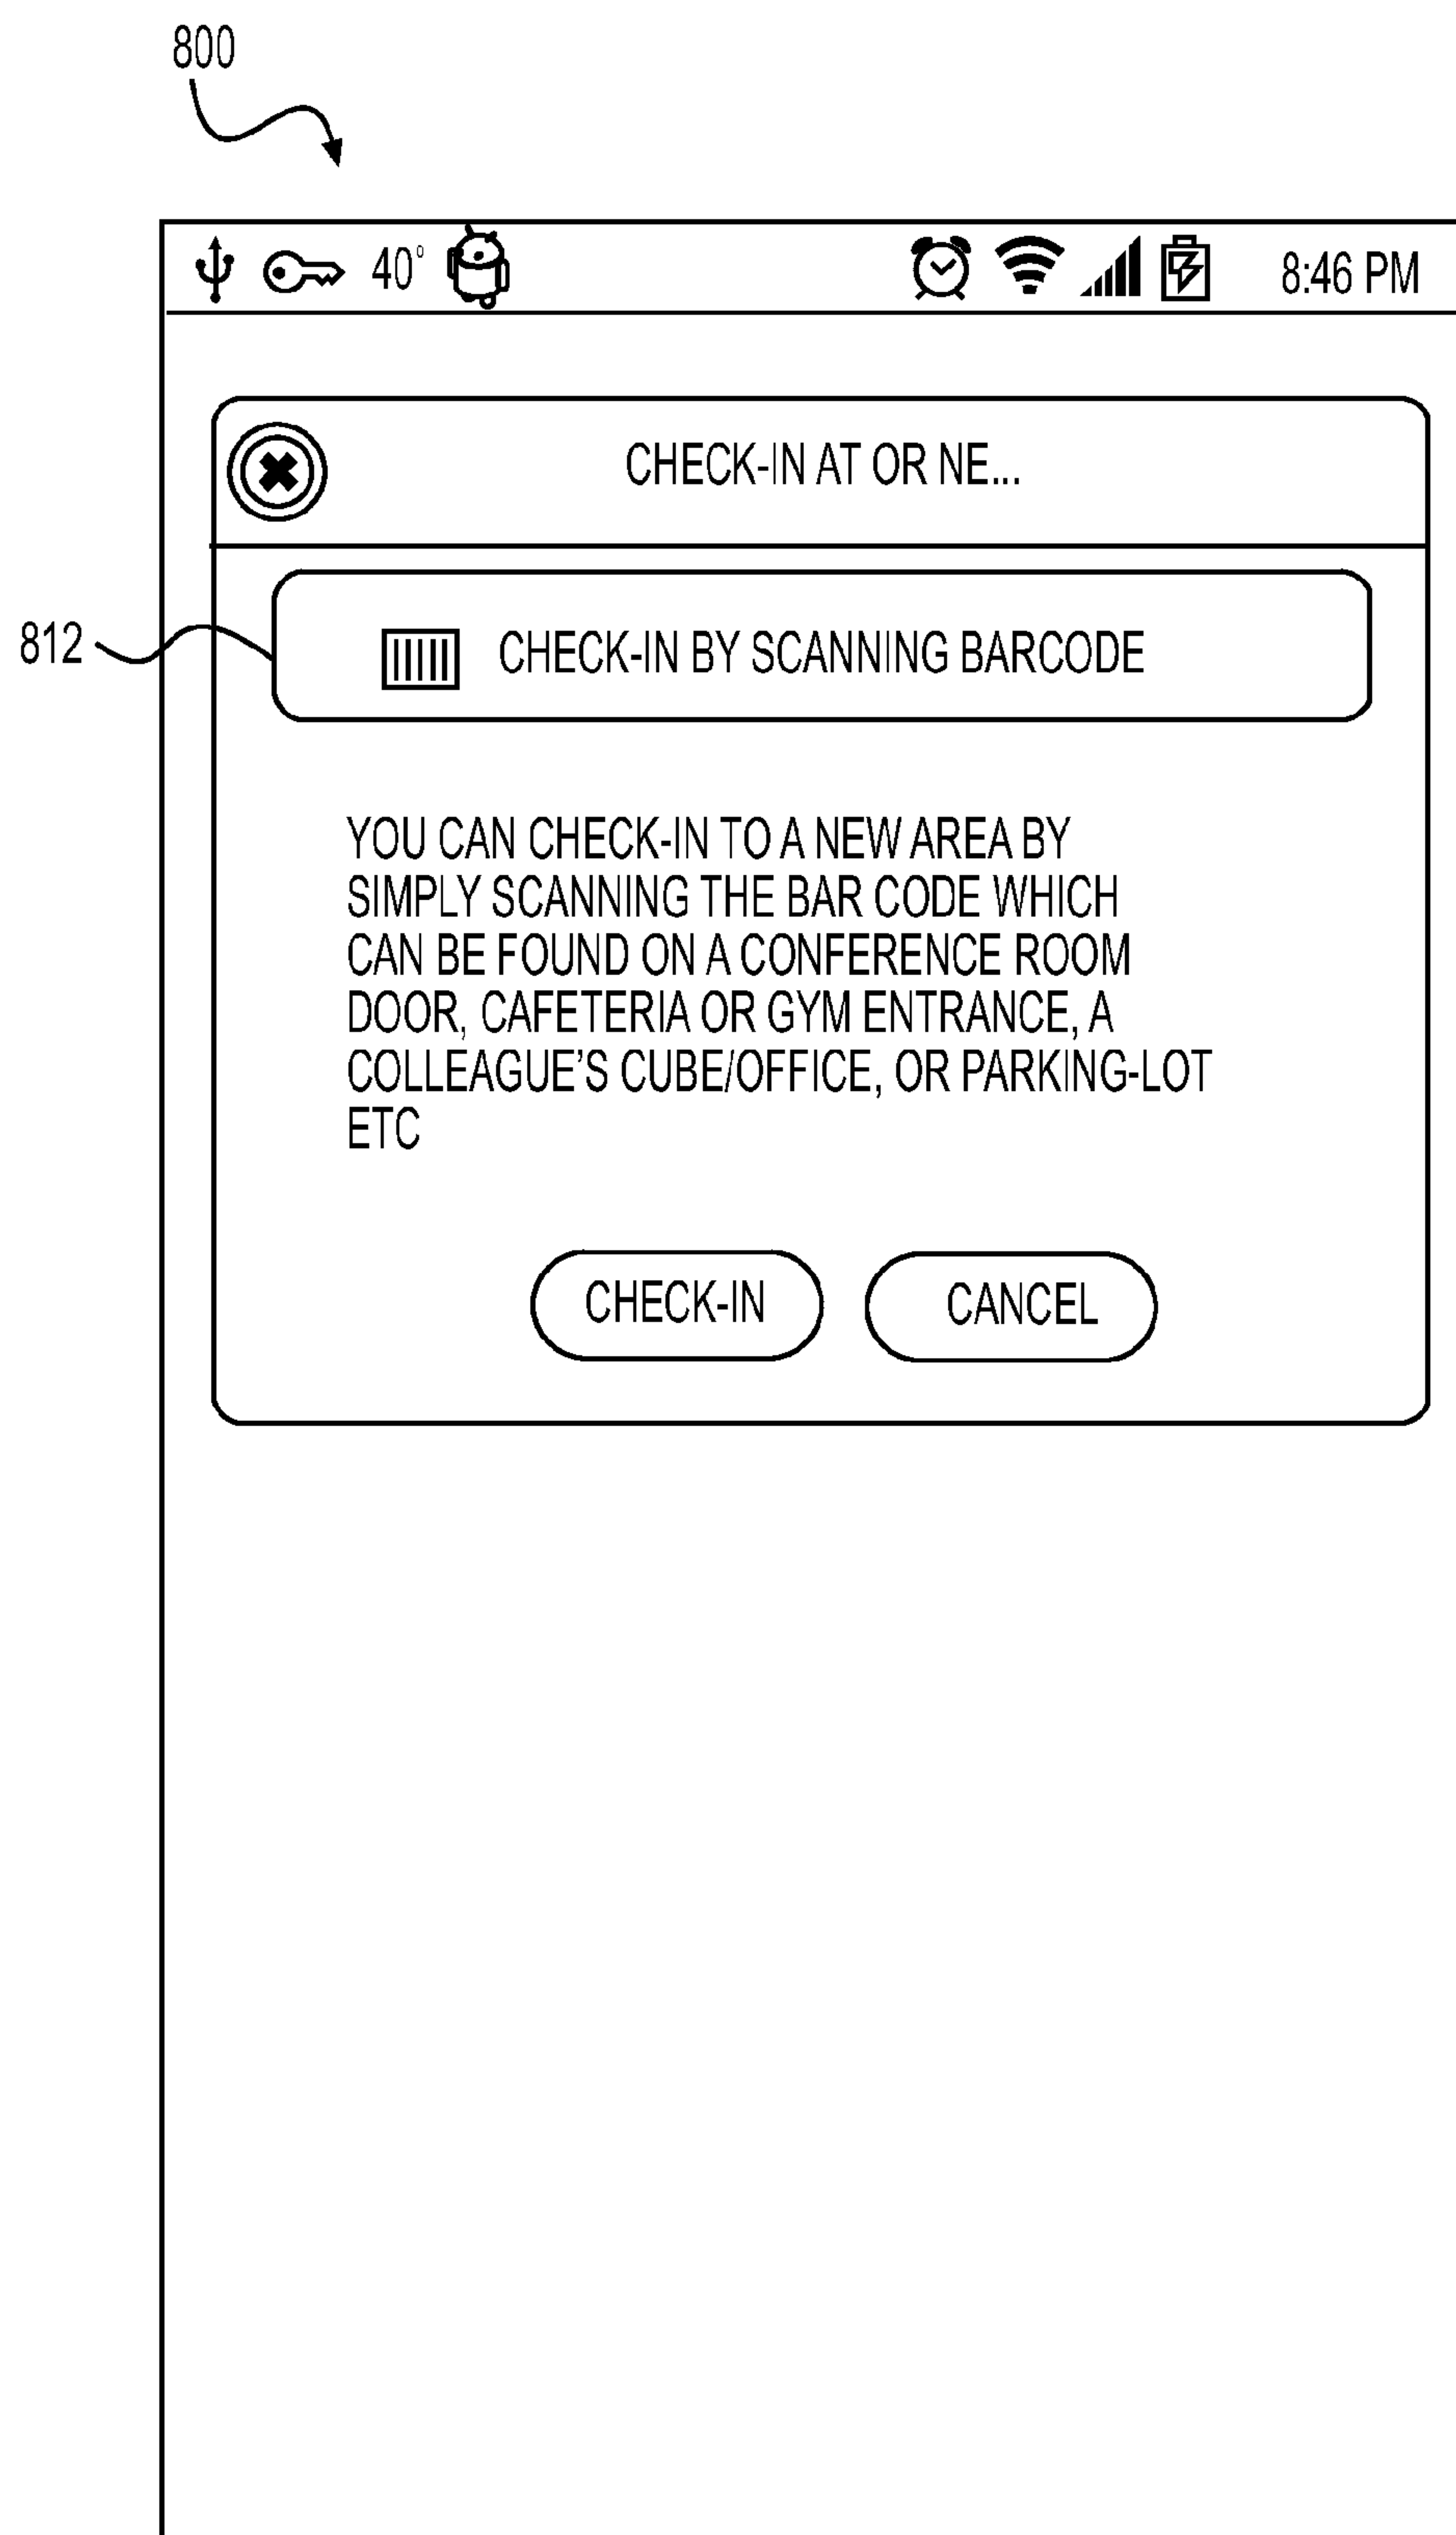 800
40° 8:46 PM
CHECK-IN AT OR NE...
812
CHECK-IN BY SCANNING BARCODE
YOU CAN CHECK-IN TO A NEW AREA BY
SIMPLY SCANNING THE BAR CODE WHICH
CAN BE FOUND ON A CONFERENCE ROOM
DOOR, CAFETERIA OR GYM ENTRANCE, A
COLLEAGUE'S CUBE/OFFICE, OR PARKING-LOT
ETC
CHECK-IN CANCEL